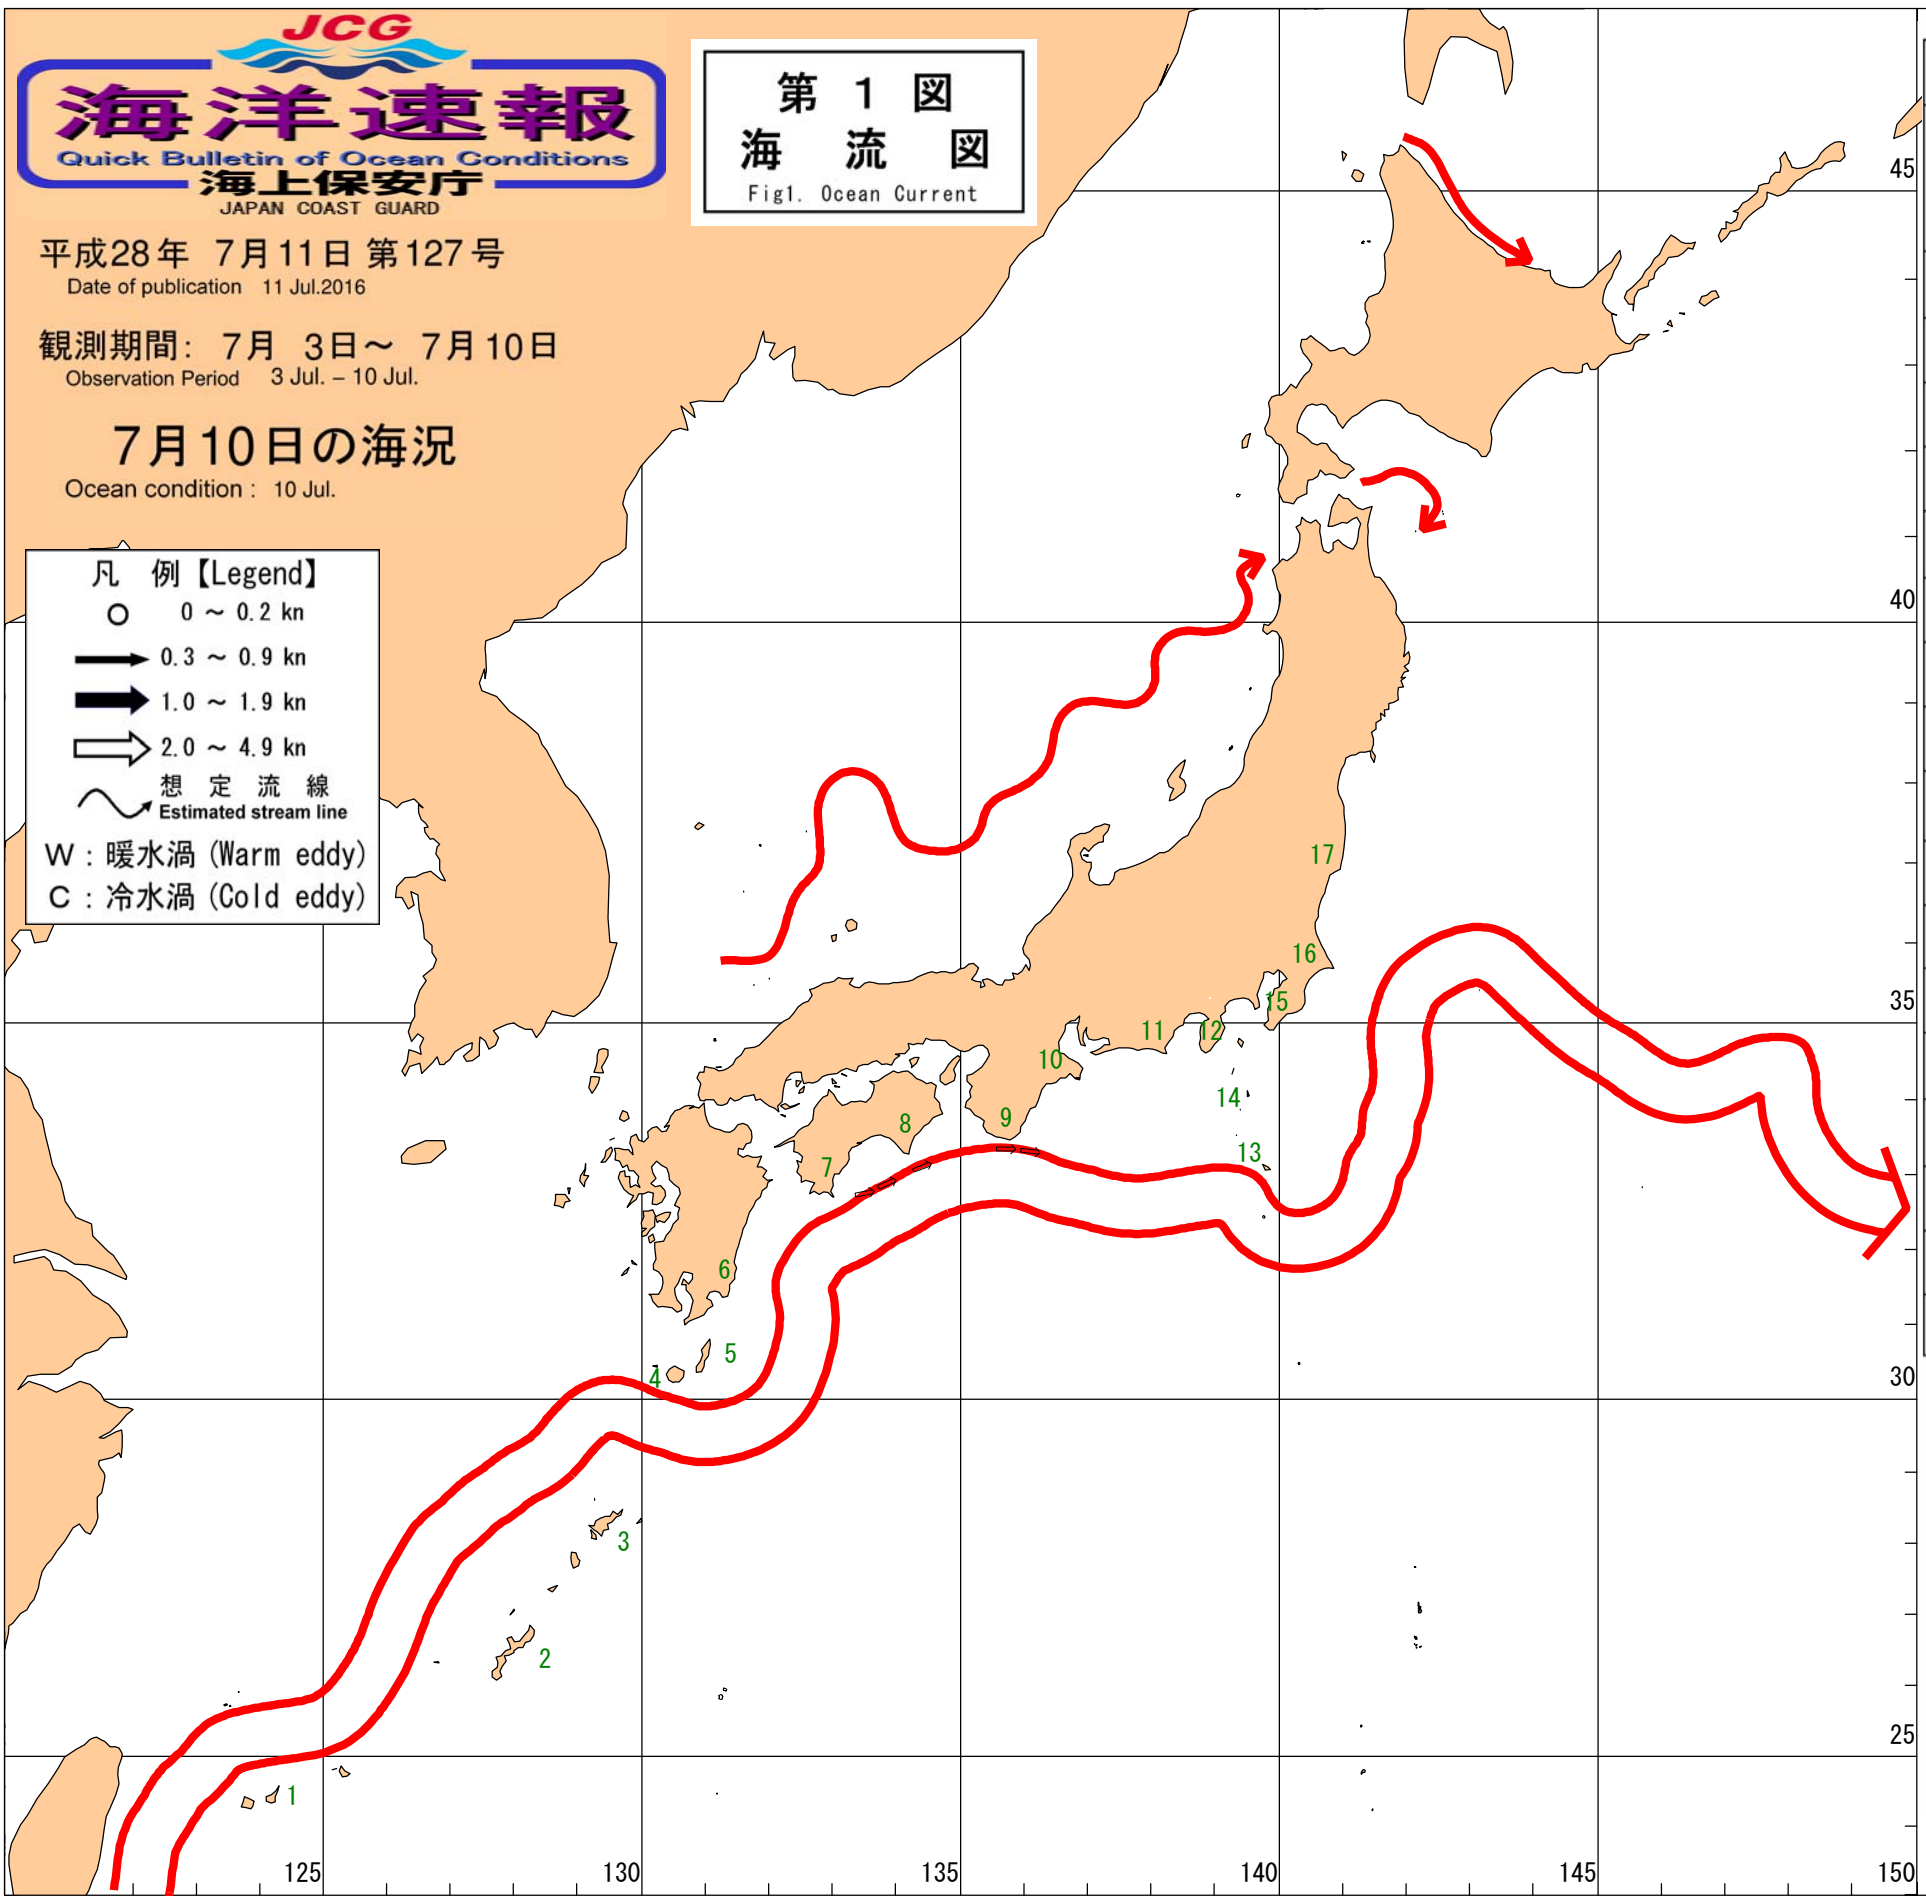 JCG
海洋速報
Quick Bulletin of Ocean Conditions
海上保安庁
JAPAN COAST GUARD
平成28年 7月11日 第127号
Date of publication 11 Jul.2016
観測期間: 7月 3日～ 7月10日
Observation Period 3 Jul. – 10 Jul.
7月10日の海況
Ocean condition : 10 Jul.
第 1 図
海 流 図
Fig1. Ocean Current
凡 例【Legend】
0 ～ 0.2 kn
0.3 ～ 0.9 kn
1.0 ～ 1.9 kn
2.0 ～ 4.9 kn
想 定 流 線
Estimated stream line
W : 暖水渦 (Warm eddy)
C : 冷水渦 (Cold eddy)
45
40
17
16
35
15
11
12
10
14
9
8
13
7
6
5
4
30
3
2
25
1
125
130
135
140
145
150